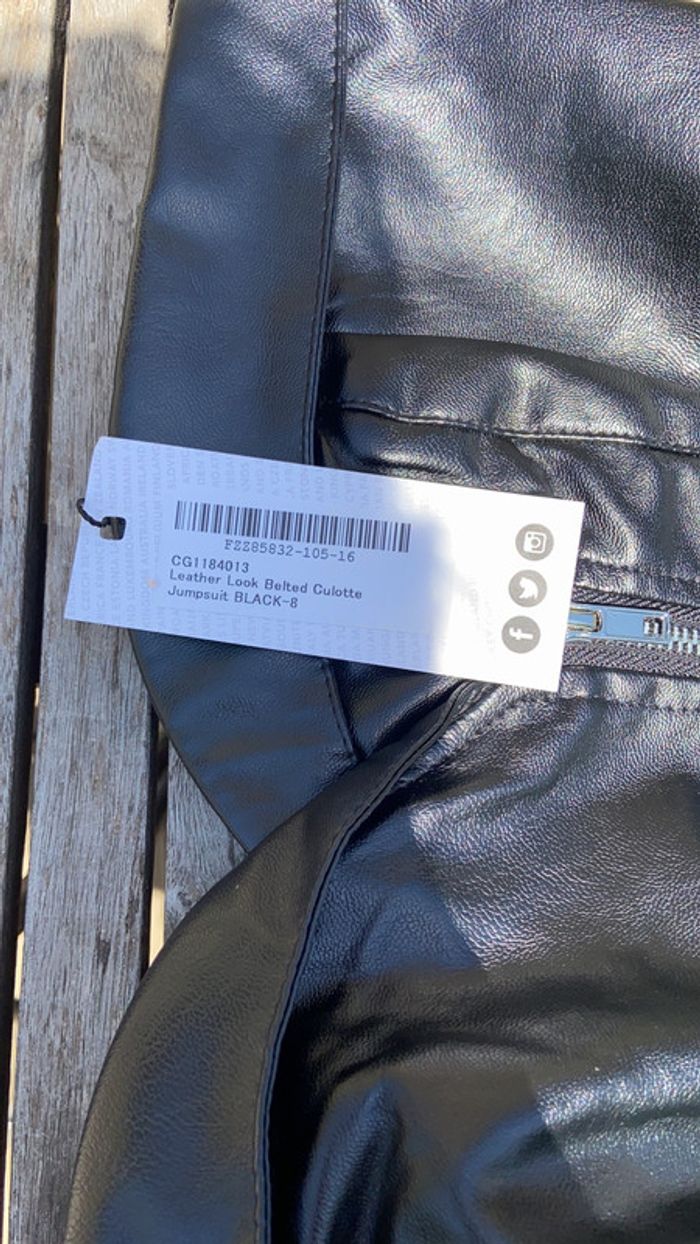 FZZ85832-105-16
CG1184013
Leather Look Belted Culotte
Jumpsuit BLACK-8